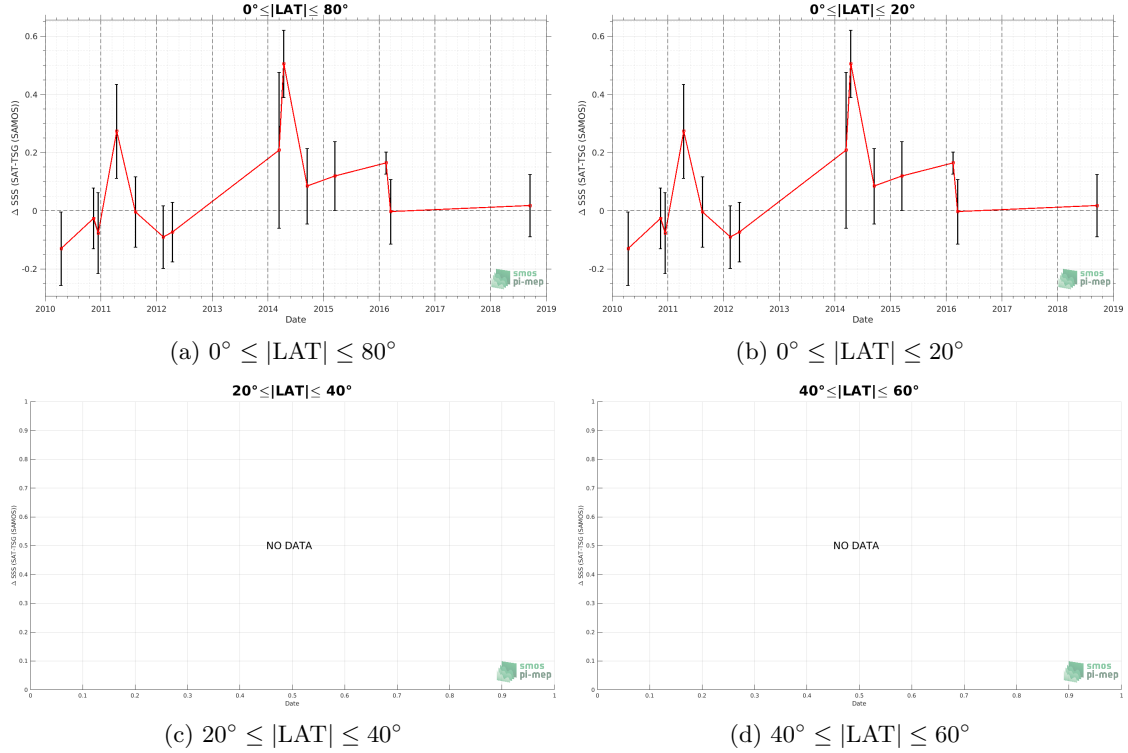 0°≤|LAT|≤ 80°
Δ SSS (SAT-TSG (SAMOS))
0.6
0.4
0.2
0
-0.2
2010 2011 2012 2013 2014 2015 2016 2017 2018 2019
Date
smos
pi-mep
(a) 0° ≤ |LAT| ≤ 80°
0°≤|LAT|≤ 20°
Δ SSS (SAT-TSG (SAMOS))
0.6
0.4
0.2
0
-0.2
2010 2011 2012 2013 2014 2015 2016 2017 2018 2019
Date
smos
pi-mep
(b) 0° ≤ |LAT| ≤ 20°
20°≤|LAT|≤ 40°
Δ SSS (SAT-TSG (SAMOS))
1
0.9
0.8
0.7
0.6
0.5
0.4
0.3
0.2
0.1
0
NO DATA
0 0.1 0.2 0.3 0.4 0.5 0.6 0.7 0.8 0.9 1
Date
smos
pi-mep
(c) 20° ≤ |LAT| ≤ 40°
40°≤|LAT|≤ 60°
Δ SSS (SAT-TSG (SAMOS))
1
0.9
0.8
0.7
0.6
0.5
0.4
0.3
0.2
0.1
0
NO DATA
0 0.1 0.2 0.3 0.4 0.5 0.6 0.7 0.8 0.9 1
Date
smos
pi-mep
(d) 40° ≤ |LAT| ≤ 60°